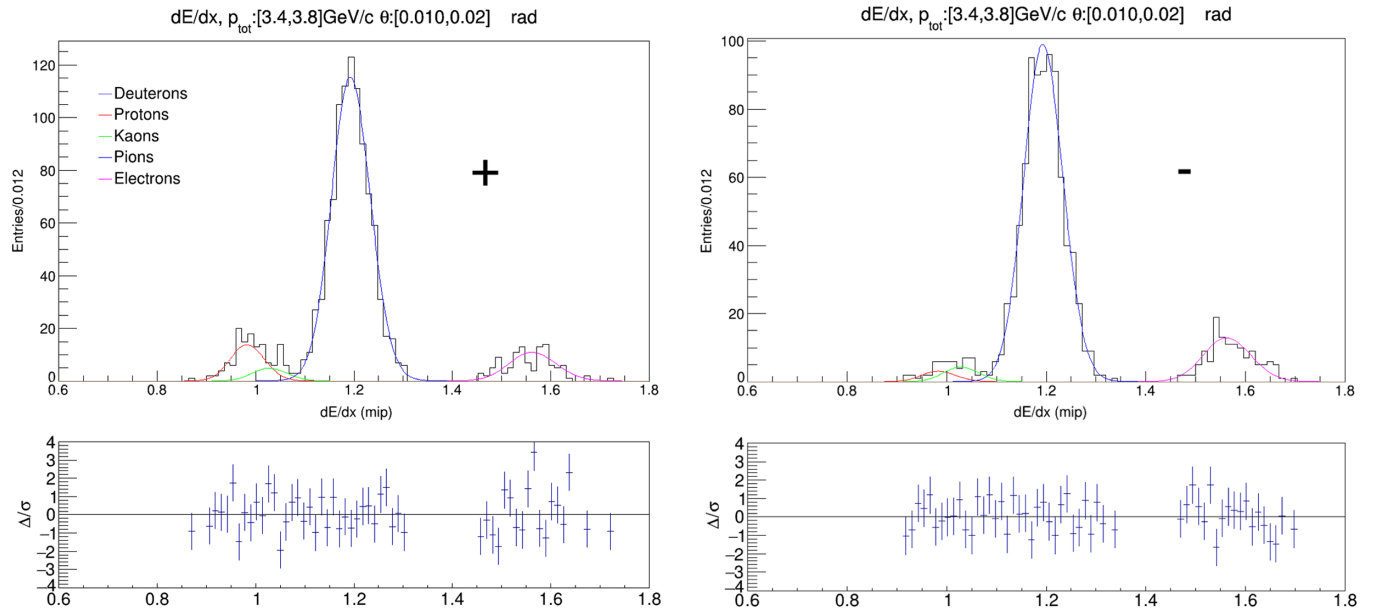 dE/dx, p_tot:[3.4,3.8]GeV/c θ:[0.010,0.02] rad
Entries/0.012
120
100
80
60
40
20
0
Deuterons
Protons
Kaons
Pions
Electrons
+
0.6 0.8 1 1.2 1.4 1.6 1.8
dE/dx (mip)
Δ/σ
4
3
2
1
0
−1
−2
−3
−4
0.6 0.8 1 1.2 1.4 1.6 1.8
dE/dx, p_tot:[3.4,3.8]GeV/c θ:[0.010,0.02] rad
Entries/0.012
100
80
60
40
20
0
-
0.6 0.8 1 1.2 1.4 1.6 1.8
dE/dx (mip)
Δ/σ
4
3
2
1
0
−1
−2
−3
−4
0.6 0.8 1 1.2 1.4 1.6 1.8